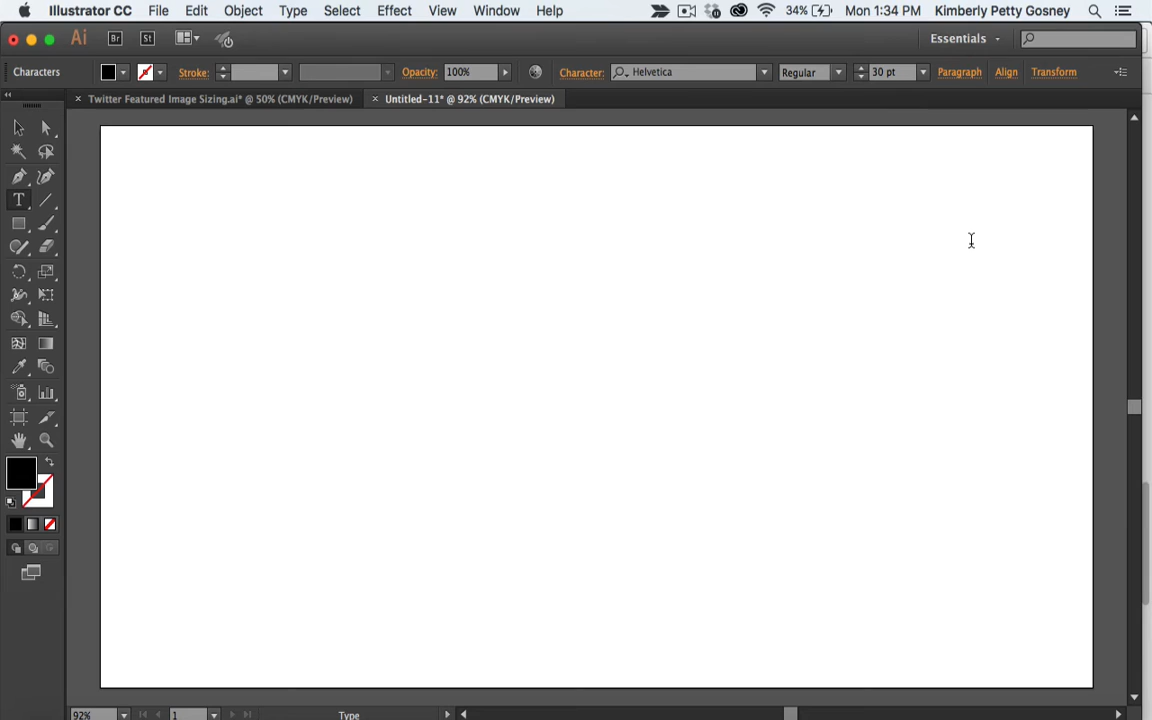 Illustrator CC File Edit Object Type Select Effect View Window Help 34% Mon 1:34 PM Kimberly Petty Gosney
Ai Br St Essentials
Characters Stroke: Opacity: 100% Character: Helvetica Regular 30 pt Paragraph Align Transform
Twitter Featured Image Sizing.ai* @ 50% (CMYK/Preview) Untitled-11* @ 92% (CMYK/Preview)
T
92% 1 Type